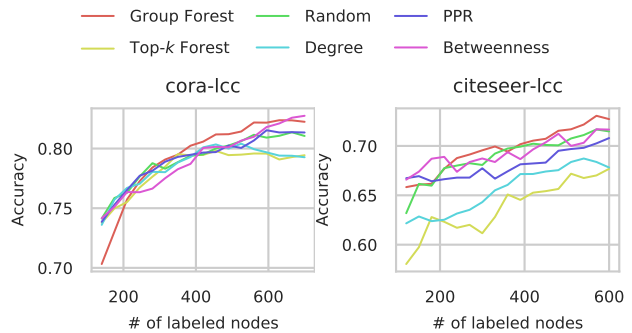 Group Forest Random PPR
Top-k Forest Degree Betweenness
cora-lcc
citeseer-lcc
Accuracy
0.80
0.75
0.70
200 400 600
# of labeled nodes
Accuracy
0.70
0.65
0.60
200 400 600
# of labeled nodes